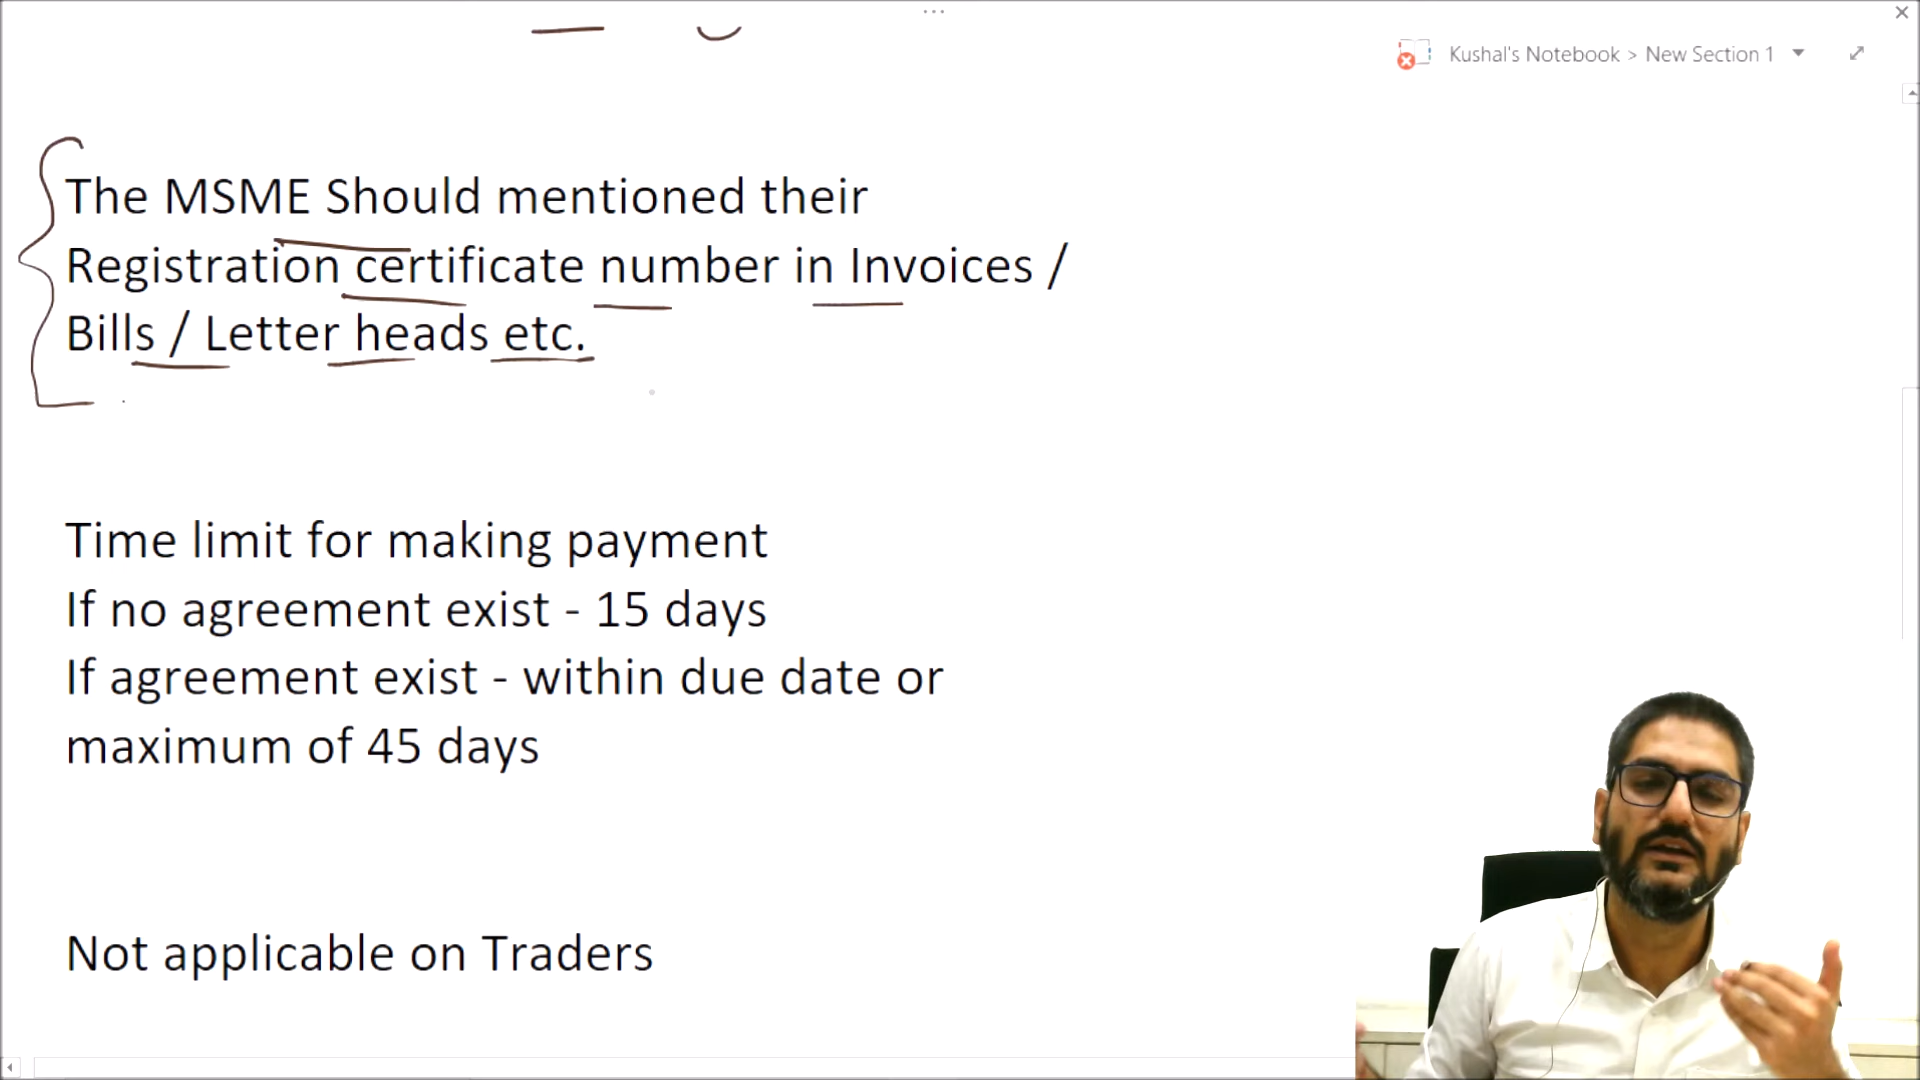 Kushal's Notebook > New Section 1
The MSME Should mentioned their
Registration certificate number in Invoices /
Bills / Letter heads etc.
Time limit for making payment
If no agreement exist - 15 days
If agreement exist - within due date or
maximum of 45 days
Not applicable on Traders